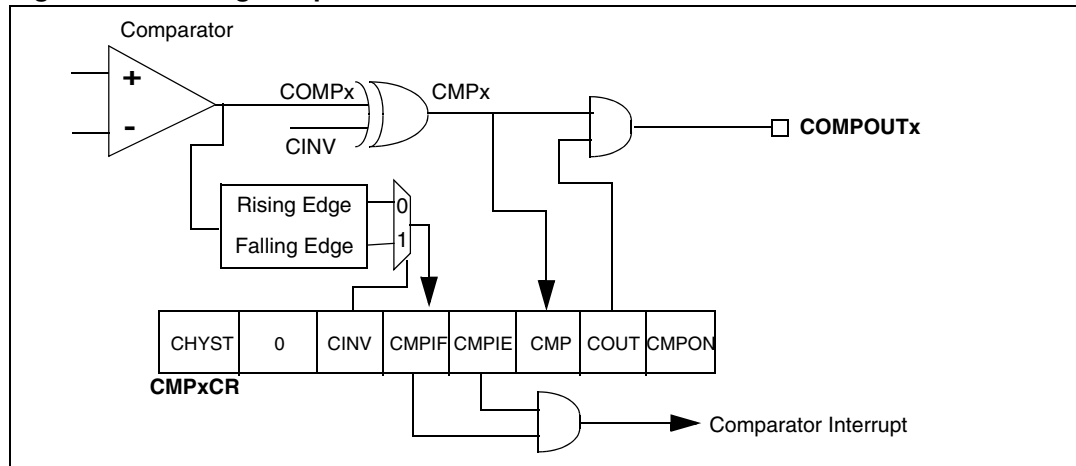 Comparator
+
-
COMPx
CINV
CMPx
COMPOUTx
Rising Edge
0
Falling Edge
1
CHYST 0 CINV CMPIF CMPIE CMP COUT CMPON
CMPxCR
Comparator Interrupt